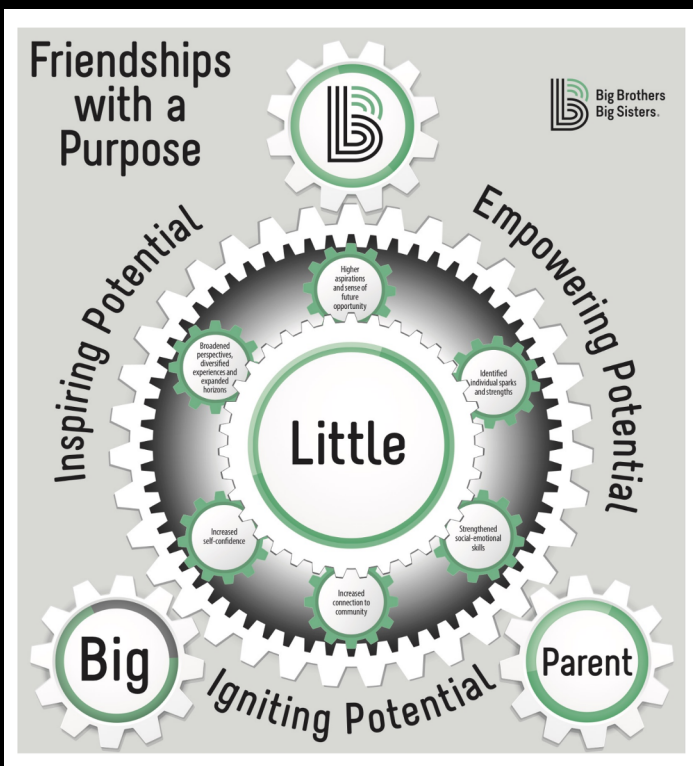 Friendships
with a
Purpose
Big Brothers
Big Sisters.
Inspiring Potential
Empowering Potential
Higher
aspirations
and sense of
future
opportunity
Broadened
perspectives,
diversified
experiences and
expanded
horizons
Identified
individual sparks
and strengths
Little
Increased
self-confidence
Strengthened
social-emotional
skills
Increased
connection to
community
Big
Parent
Igniting Potential